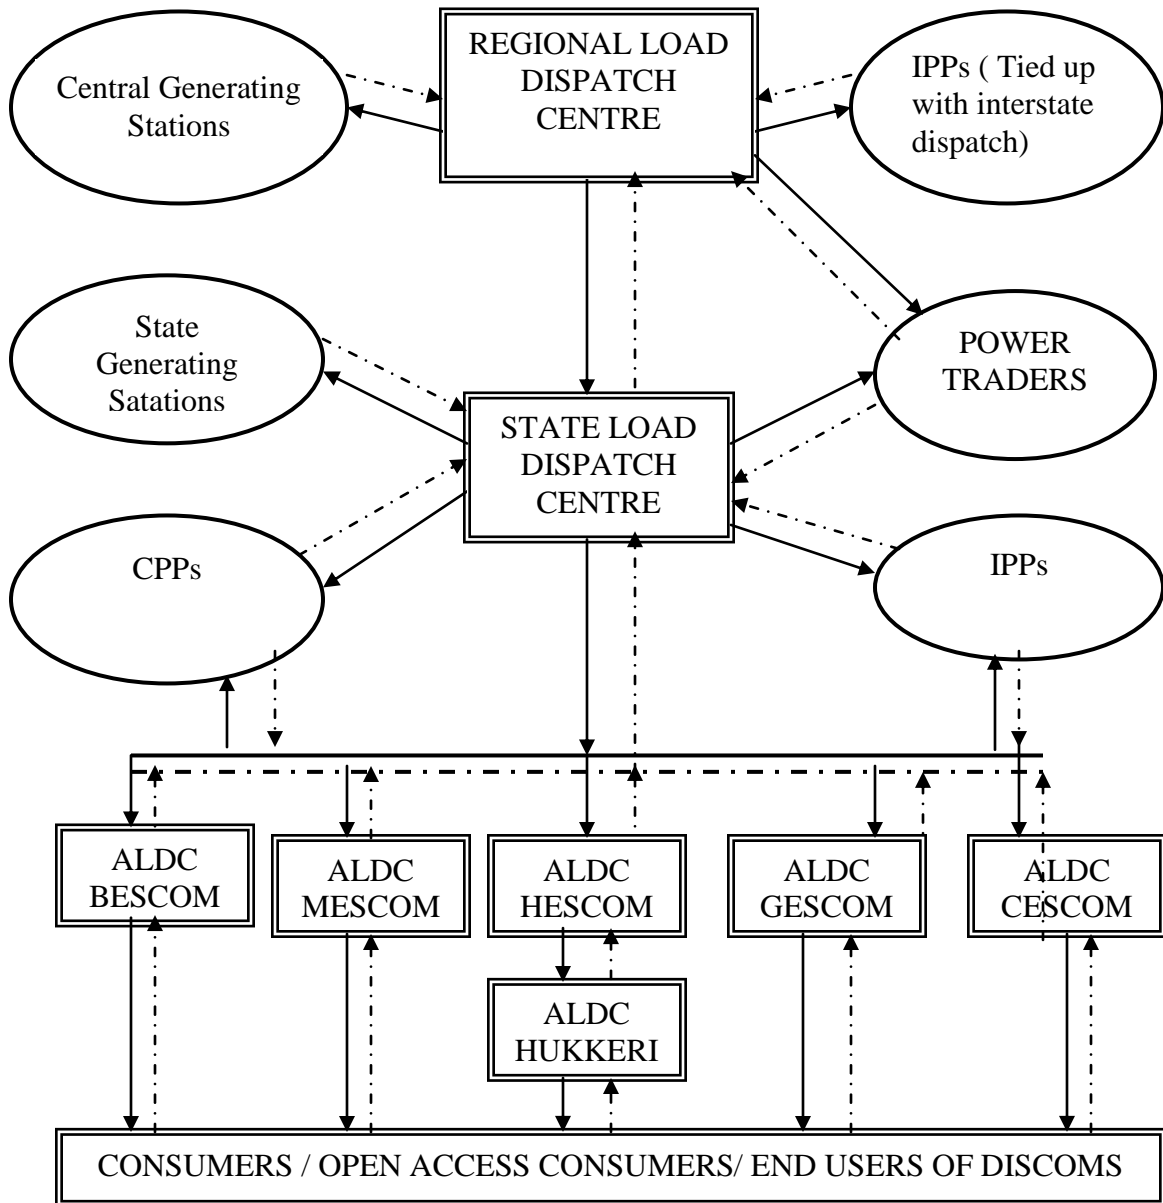 REGIONAL LOAD
DISPATCH
CENTRE
Central Generating
Stations
IPPs ( Tied up
with interstate
dispatch)
State
Generating
Satations
POWER
TRADERS
STATE LOAD
DISPATCH
CENTRE
CPPs
IPPs
ALDC
BESCOM
ALDC
MESCOM
ALDC
HESCOM
ALDC
GESCOM
ALDC
CESCOM
ALDC
HUKKERI
CONSUMERS / OPEN ACCESS CONSUMERS/ END USERS OF DISCOMS